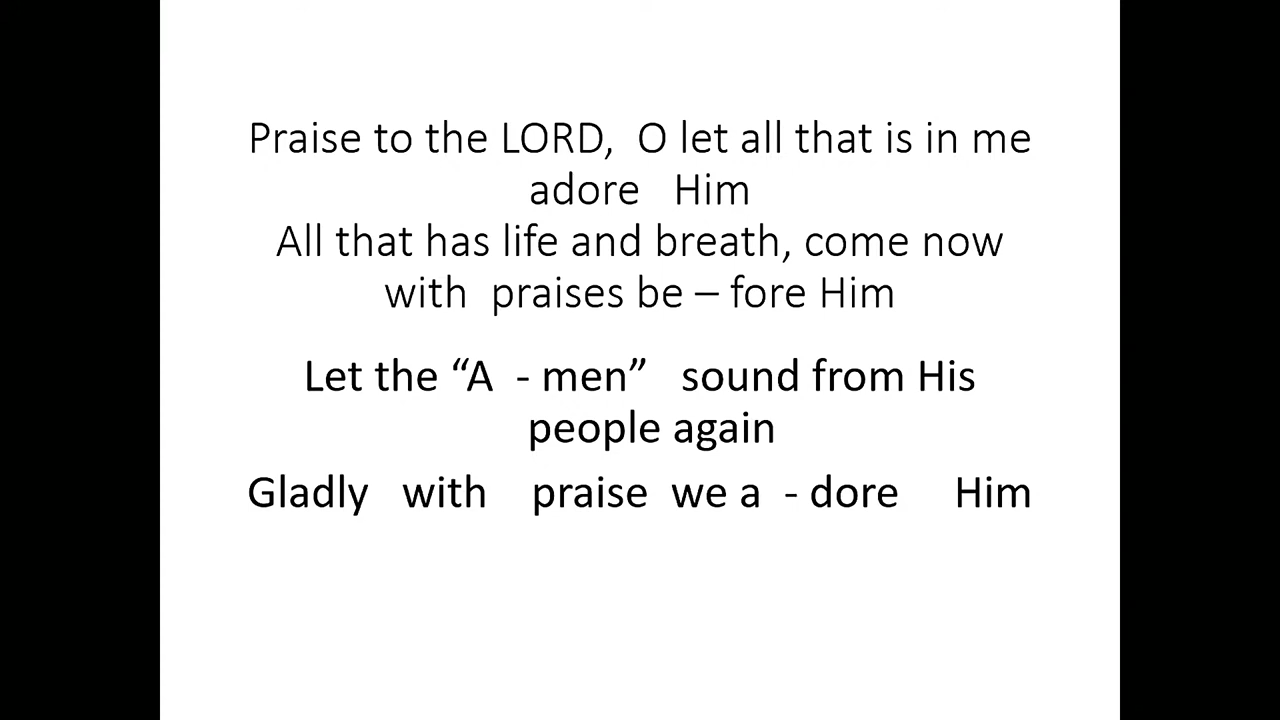 Praise to the LORD,  O let all that is in me
adore   Him
All that has life and breath, come now
with  praises be – fore Him
Let the “A  - men”   sound from His
people again
Gladly   with    praise  we a  - dore     Him